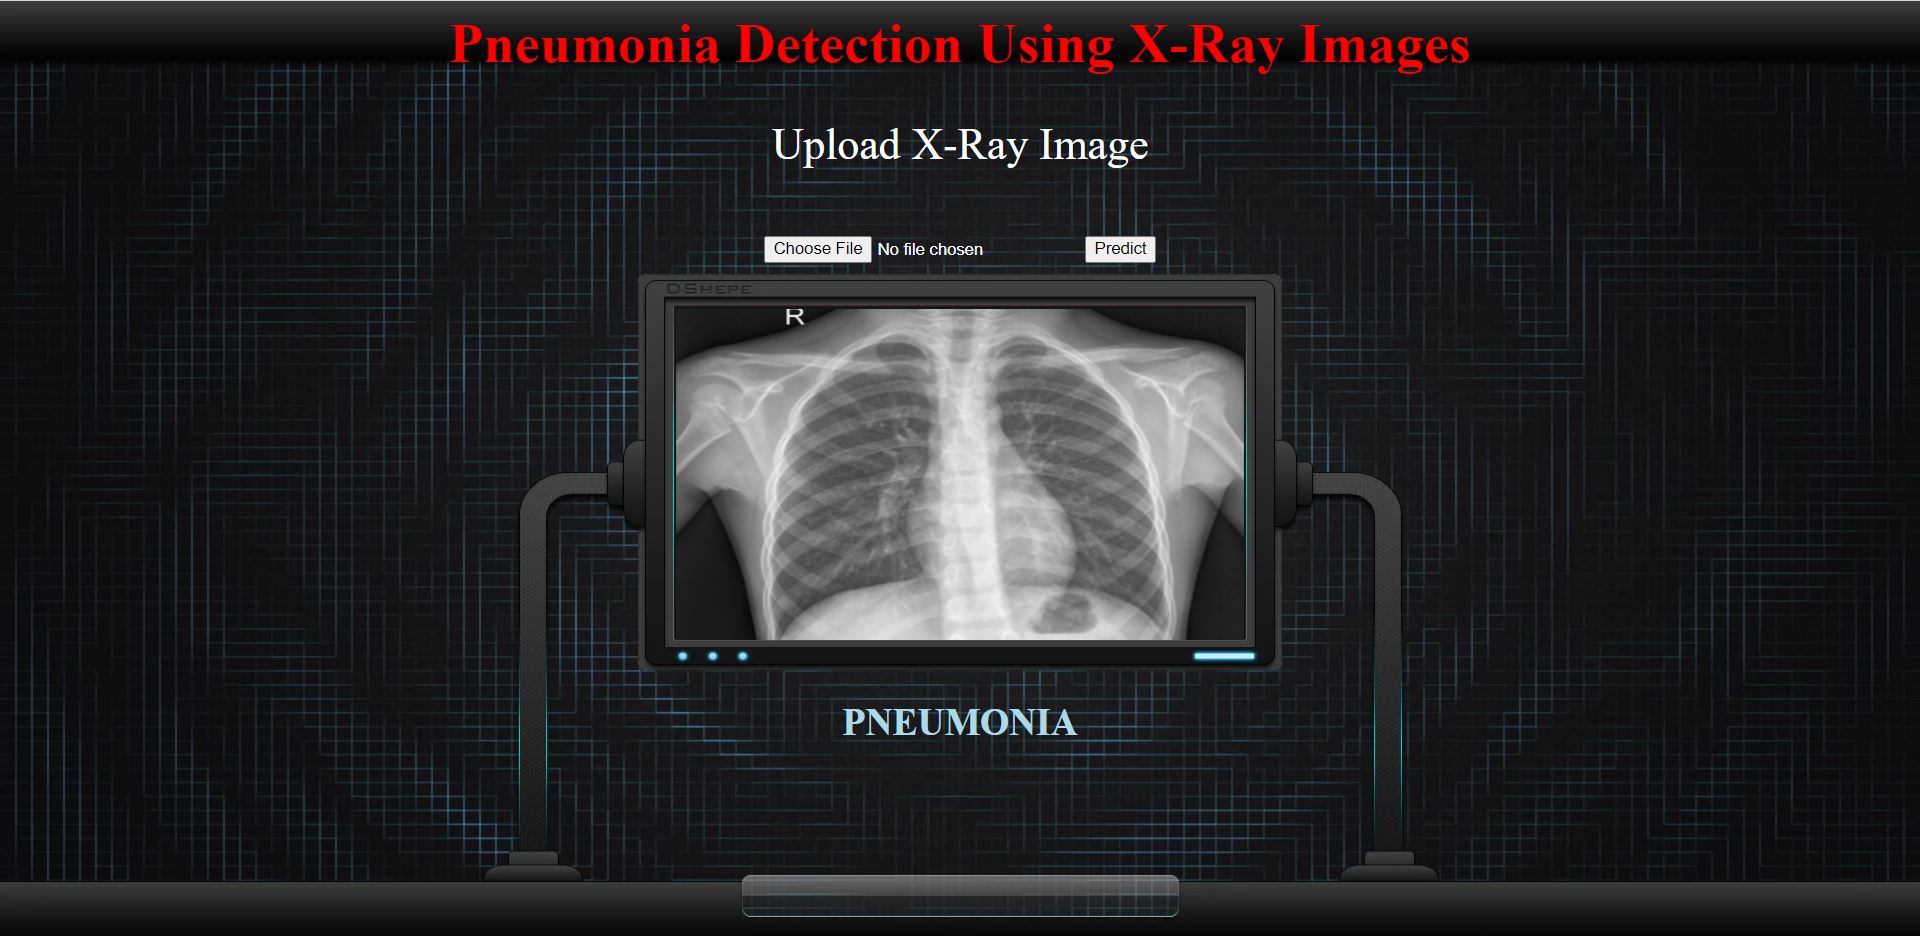 Pneumonia Detection Using X-Ray Images
Upload X-Ray Image
Choose File No file chosen Predict
DSHEPE
R
PNEUMONIA